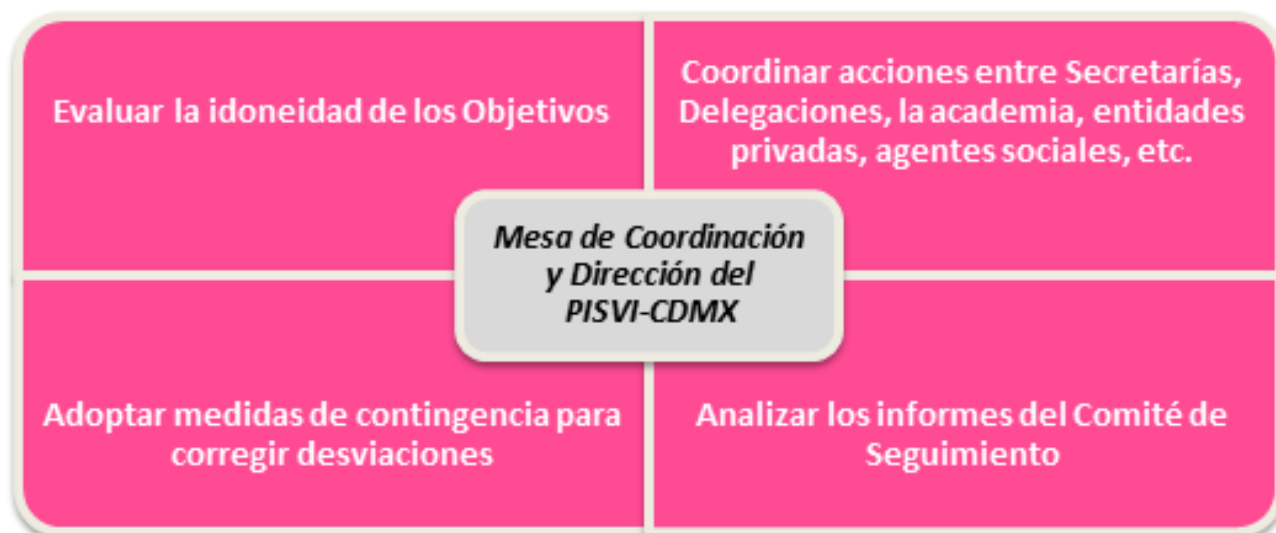 Evaluar la idoneidad de los Objetivos
Coordinar acciones entre Secretarías,
Delegaciones, la academia, entidades
privadas, agentes sociales, etc.
Mesa de Coordinación
y Dirección del
PISVI-CDMX
Adoptar medidas de contingencia para
corregir desviaciones
Analizar los informes del Comité de
Seguimiento